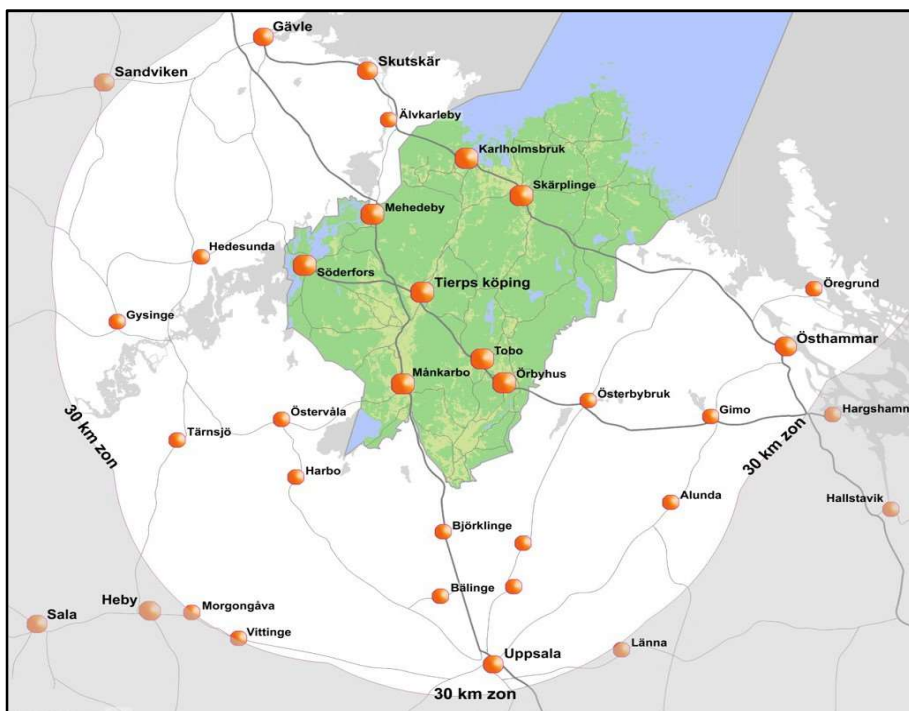 Gävle
Sandviken
Skutskär
Älvkarleby
Karlholmsbruk
Skärplinge
Mehedeby
Hedesunda
Söderfors
Tierps köping
Öregrund
Gysinge
Östhammar
Tobo
Månkarbo
Örbyhus
Österbybruk
Gimo
Hargshamn
30 km zon
Östervåla
Tärnsjö
30 km zon
Harbo
Alunda
Hallstavik
Björklinge
Bälinge
Heby
Morgongåva
Sala
Vittinge
Uppsala
Länna
30 km zon